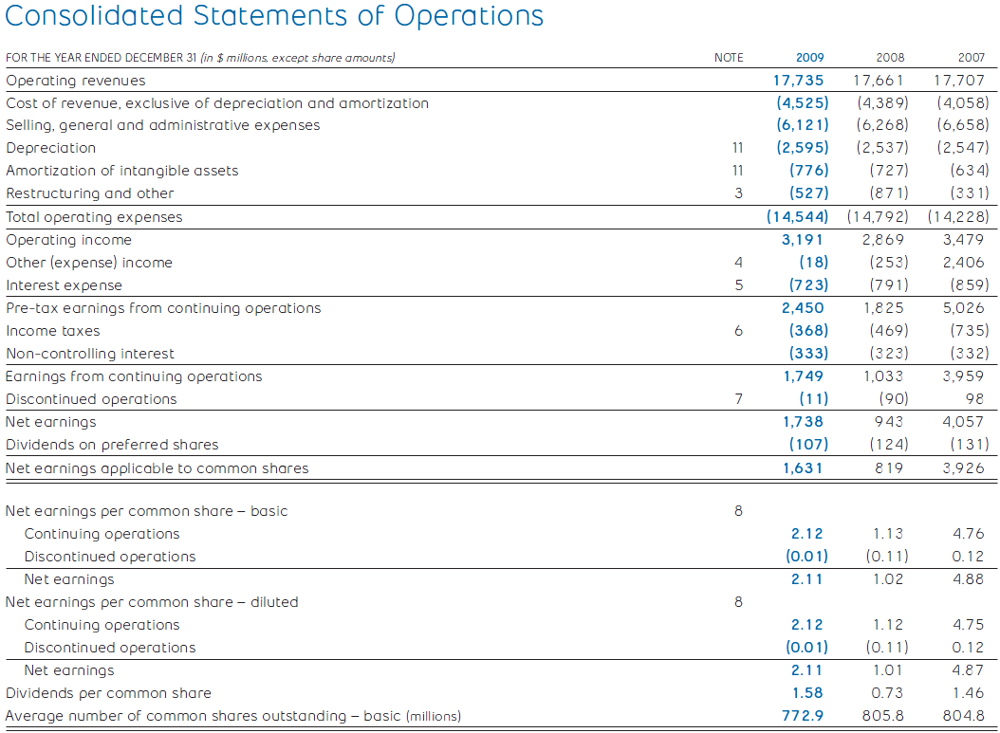 Consolidated Statements of Operations
FOR THE YEAR ENDED DECEMBER 31 (in $ millions, except share amounts) NOTE 2009 2008 2007
Operating revenues 17,735 17,661 17,707
Cost of revenue, exclusive of depreciation and amortization (4,525) (4,389) (4,058)
Selling, general and administrative expenses (6,121) (6,268) (6,658)
Depreciation 11 (2,595) (2,537) (2,547)
Amortization of intangible assets 11 (776) (727) (634)
Restructuring and other 3 (527) (871) (331)
Total operating expenses (14,544) (14,792) (14,228)
Operating income 3,191 2,869 3,479
Other (expense) income 4 (18) (253) 2,406
Interest expense 5 (723) (791) (859)
Pre-tax earnings from continuing operations 2,450 1,825 5,026
Income taxes 6 (368) (469) (735)
Non-controlling interest (333) (323) (332)
Earnings from continuing operations 1,749 1,033 3,959
Discontinued operations 7 (11) (90) 98
Net earnings 1,738 943 4,057
Dividends on preferred shares (107) (124) (131)
Net earnings applicable to common shares 1,631 819 3,926
Net earnings per common share – basic 8
Continuing operations 2.12 1.13 4.76
Discontinued operations (0.01) (0.11) 0.12
Net earnings 2.11 1.02 4.88
Net earnings per common share – diluted 8
Continuing operations 2.12 1.12 4.75
Discontinued operations (0.01) (0.11) 0.12
Net earnings 2.11 1.01 4.87
Dividends per common share 1.58 0.73 1.46
Average number of common shares outstanding – basic (millions) 772.9 805.8 804.8